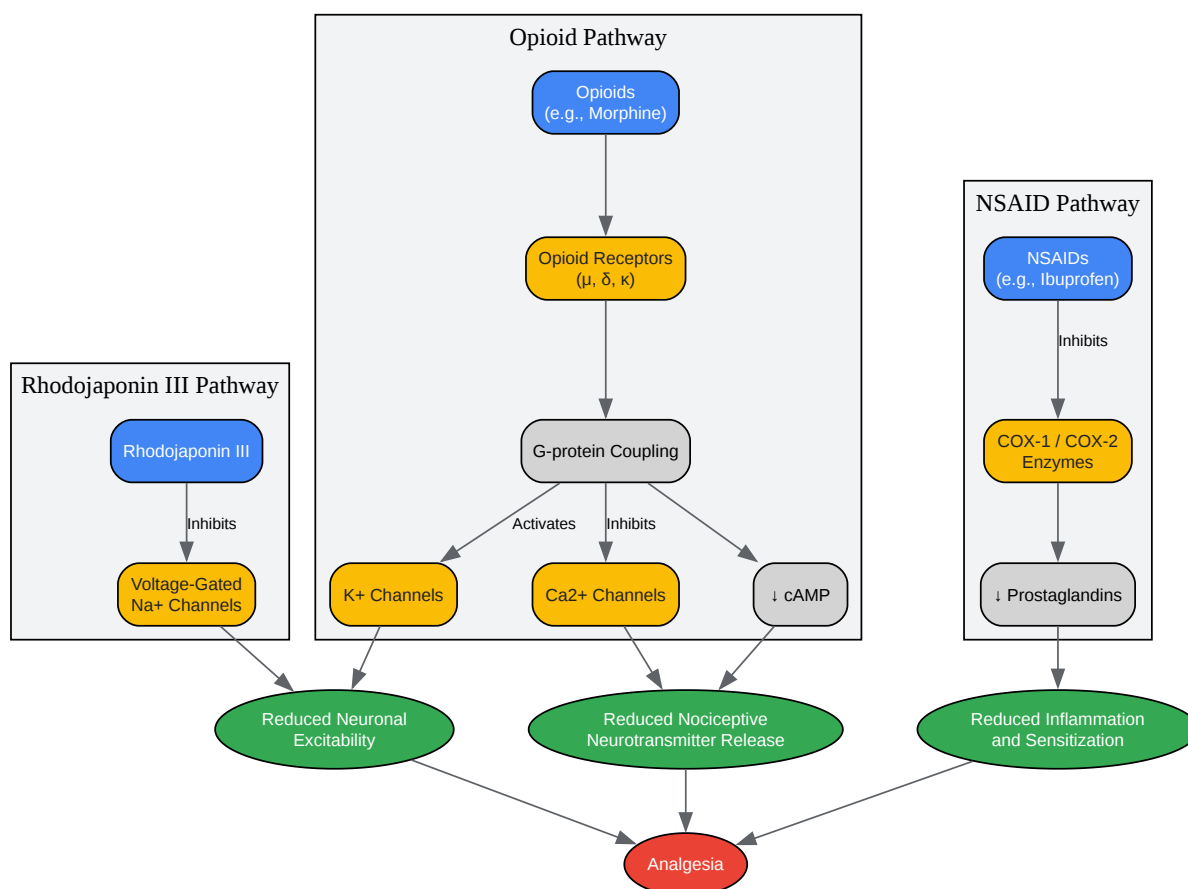 Opioid Pathway
Opioids
(e.g., Morphine)
Opioid Receptors
(μ, δ, κ)
G-protein Coupling
Activates
Inhibits
K+ Channels
Ca2+ Channels
↓ cAMP
NSAID Pathway
NSAIDs
(e.g., Ibuprofen)
Inhibits
COX-1 / COX-2
Enzymes
↓ Prostaglandins
Rhodojaponin III Pathway
Rhodojaponin III
Inhibits
Voltage-Gated
Na+ Channels
Reduced Neuronal
Excitability
Reduced Nociceptive
Neurotransmitter Release
Reduced Inflammation
and Sensitization
Analgesia